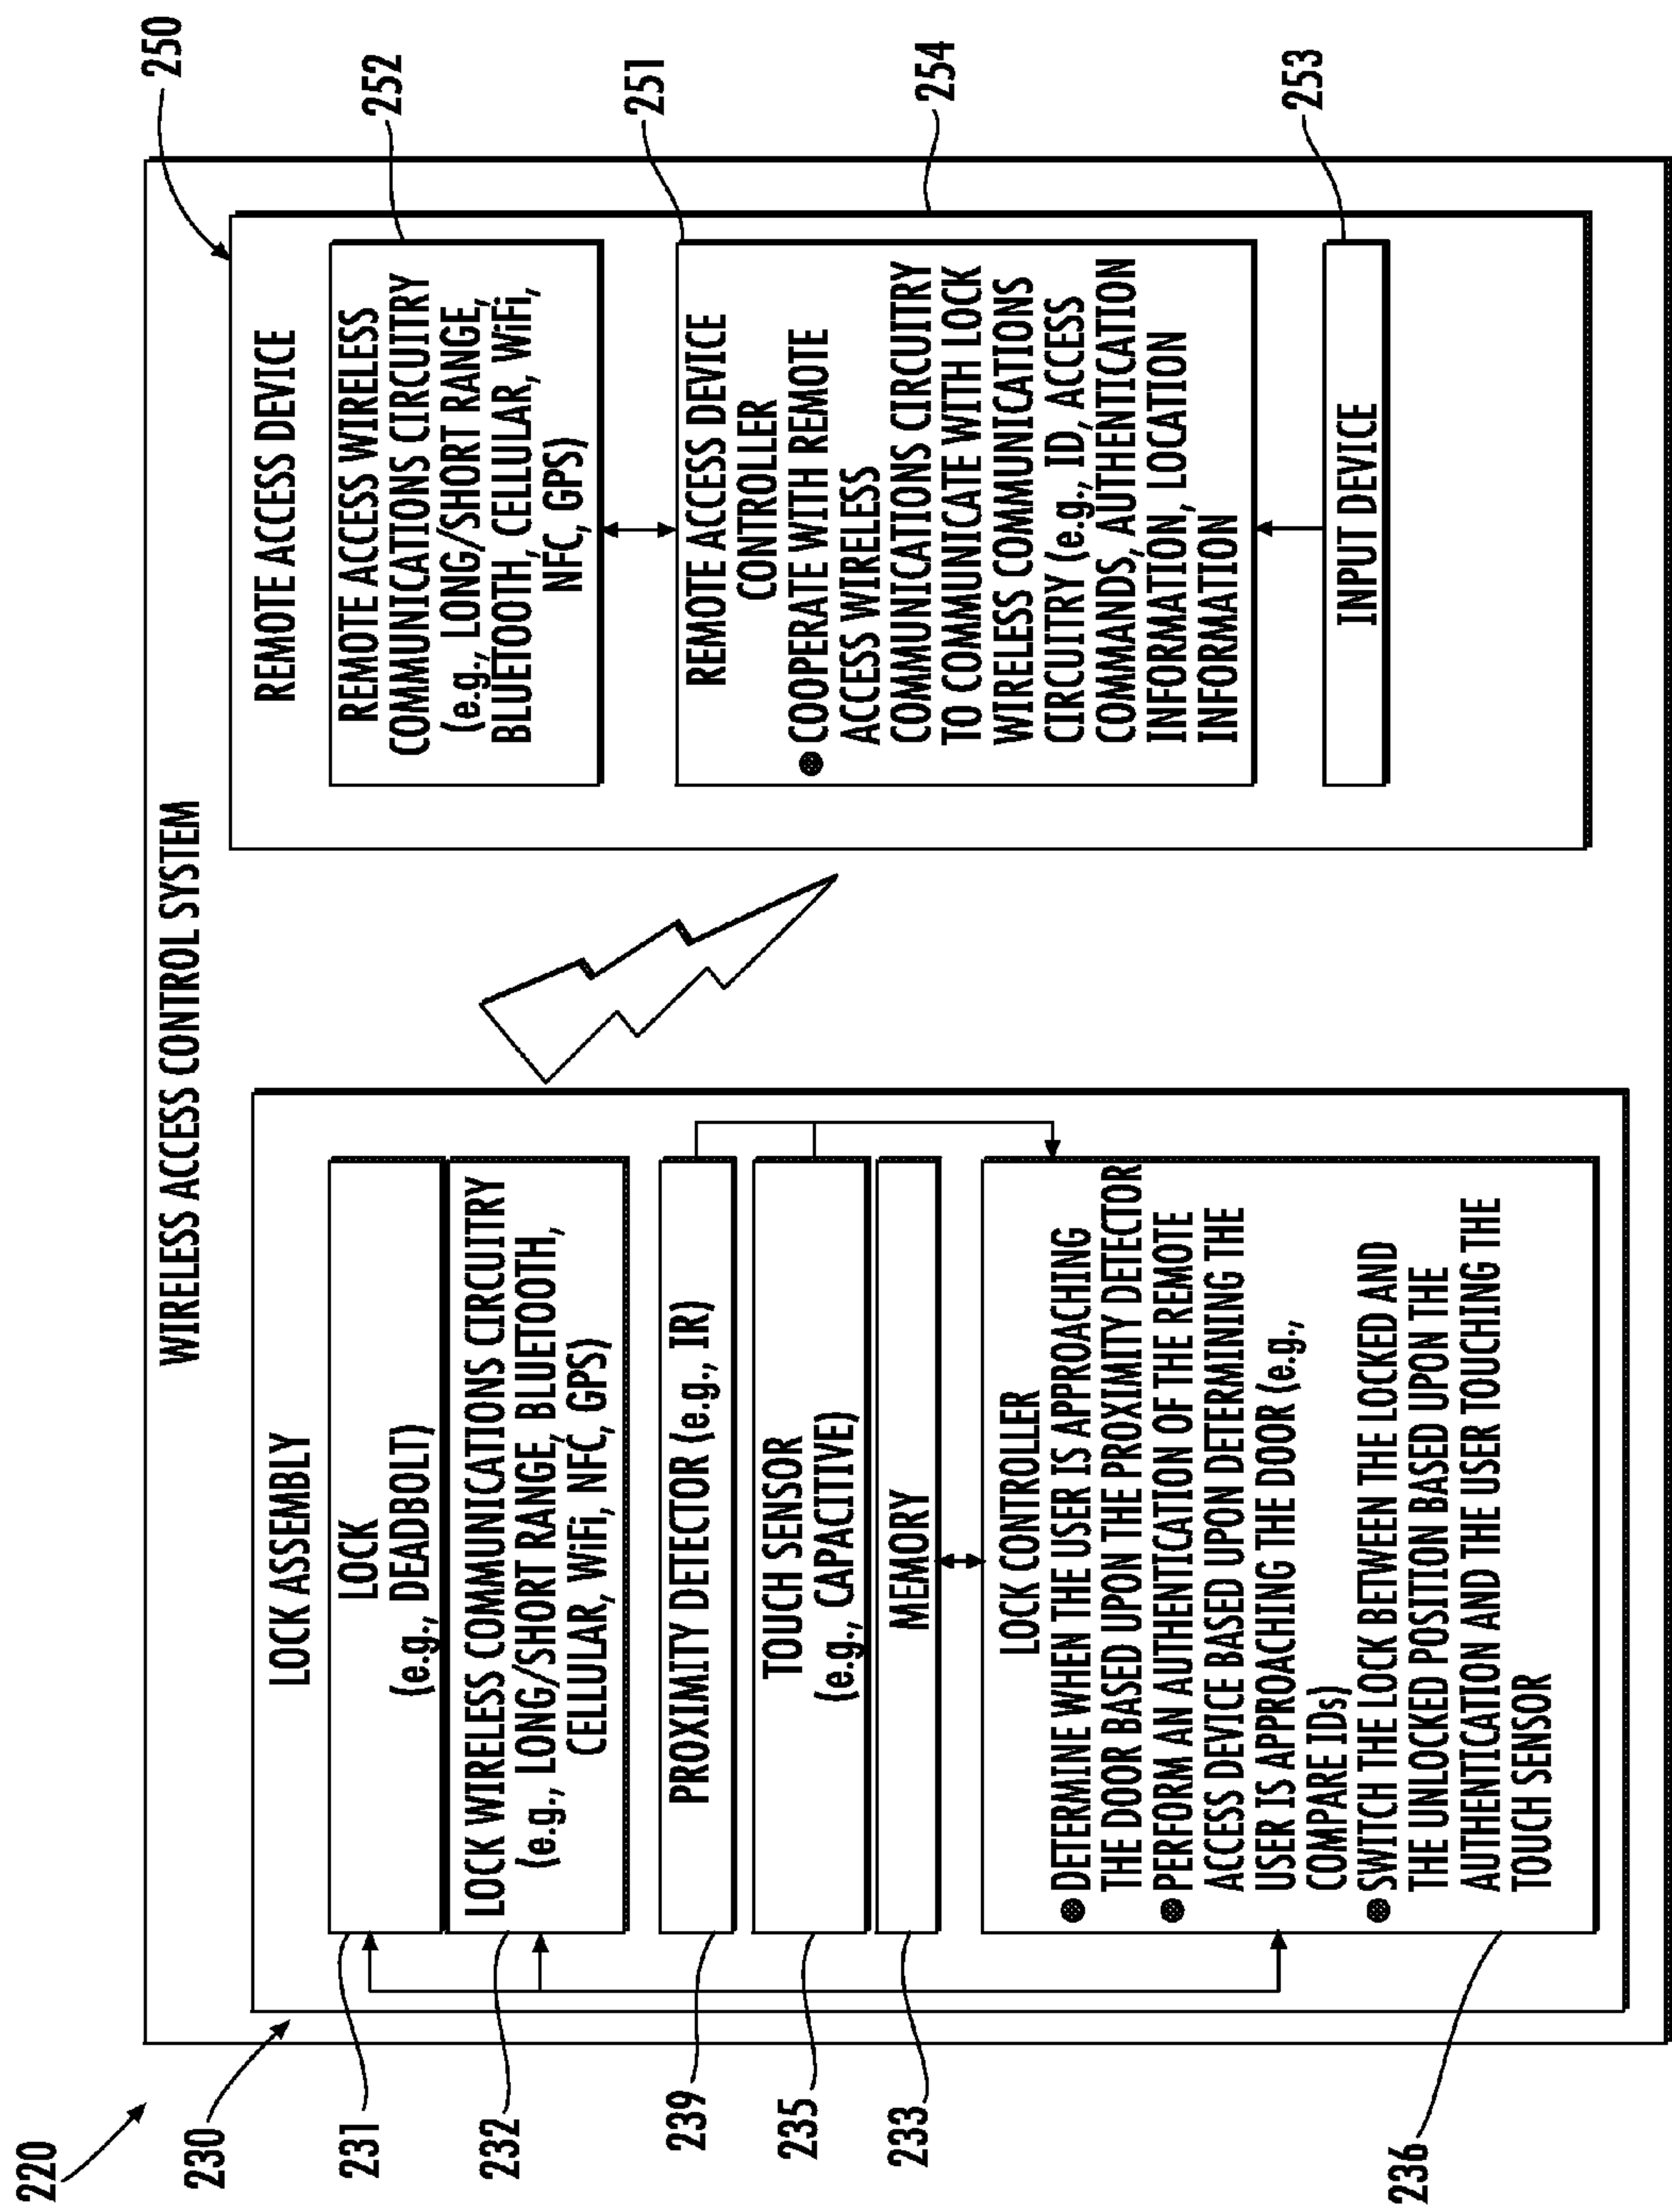 WIRELESS ACCESS CONTROL SYSTEM
220
230
LOCK ASSEMBLY
231
LOCK
(e.g., DEADBOLT)
232
LOCK WIRELESS COMMUNICATIONS CIRCUITRY
(e.g., LONG/SHORT RANGE, BLUETOOTH,
CELLULAR, WiFi, NFC, GPS)
239
PROXIMITY DETECTOR (e.g., IR)
235
TOUCH SENSOR
(e.g., CAPACITIVE)
233
MEMORY
236
LOCK CONTROLLER
● DETERMINE WHEN THE USER IS APPROACHING
THE DOOR BASED UPON THE PROXIMITY DETECTOR
● PERFORM AN AUTHENTICATION OF THE REMOTE
ACCESS DEVICE BASED UPON DETERMINING THE
USER IS APPROACHING THE DOOR (e.g.,
COMPARE IDs)
● SWITCH THE LOCK BETWEEN THE LOCKED AND
THE UNLOCKED POSITION BASED UPON THE
AUTHENTICATION AND THE USER TOUCHING THE
TOUCH SENSOR
250
REMOTE ACCESS DEVICE
252
REMOTE ACCESS WIRELESS
COMMUNICATIONS CIRCUITRY
(e.g., LONG/SHORT RANGE,
BLUETOOTH, CELLULAR, WiFi,
NFC, GPS)
251
REMOTE ACCESS DEVICE
CONTROLLER
● COOPERATE WITH REMOTE
ACCESS WIRELESS
COMMUNICATIONS CIRCUITRY
TO COMMUNICATE WITH LOCK
WIRELESS COMMUNICATIONS
CIRCUITRY (e.g., ID, ACCESS
COMMANDS, AUTHENTICATION
INFORMATION, LOCATION
INFORMATION
254
253
INPUT DEVICE